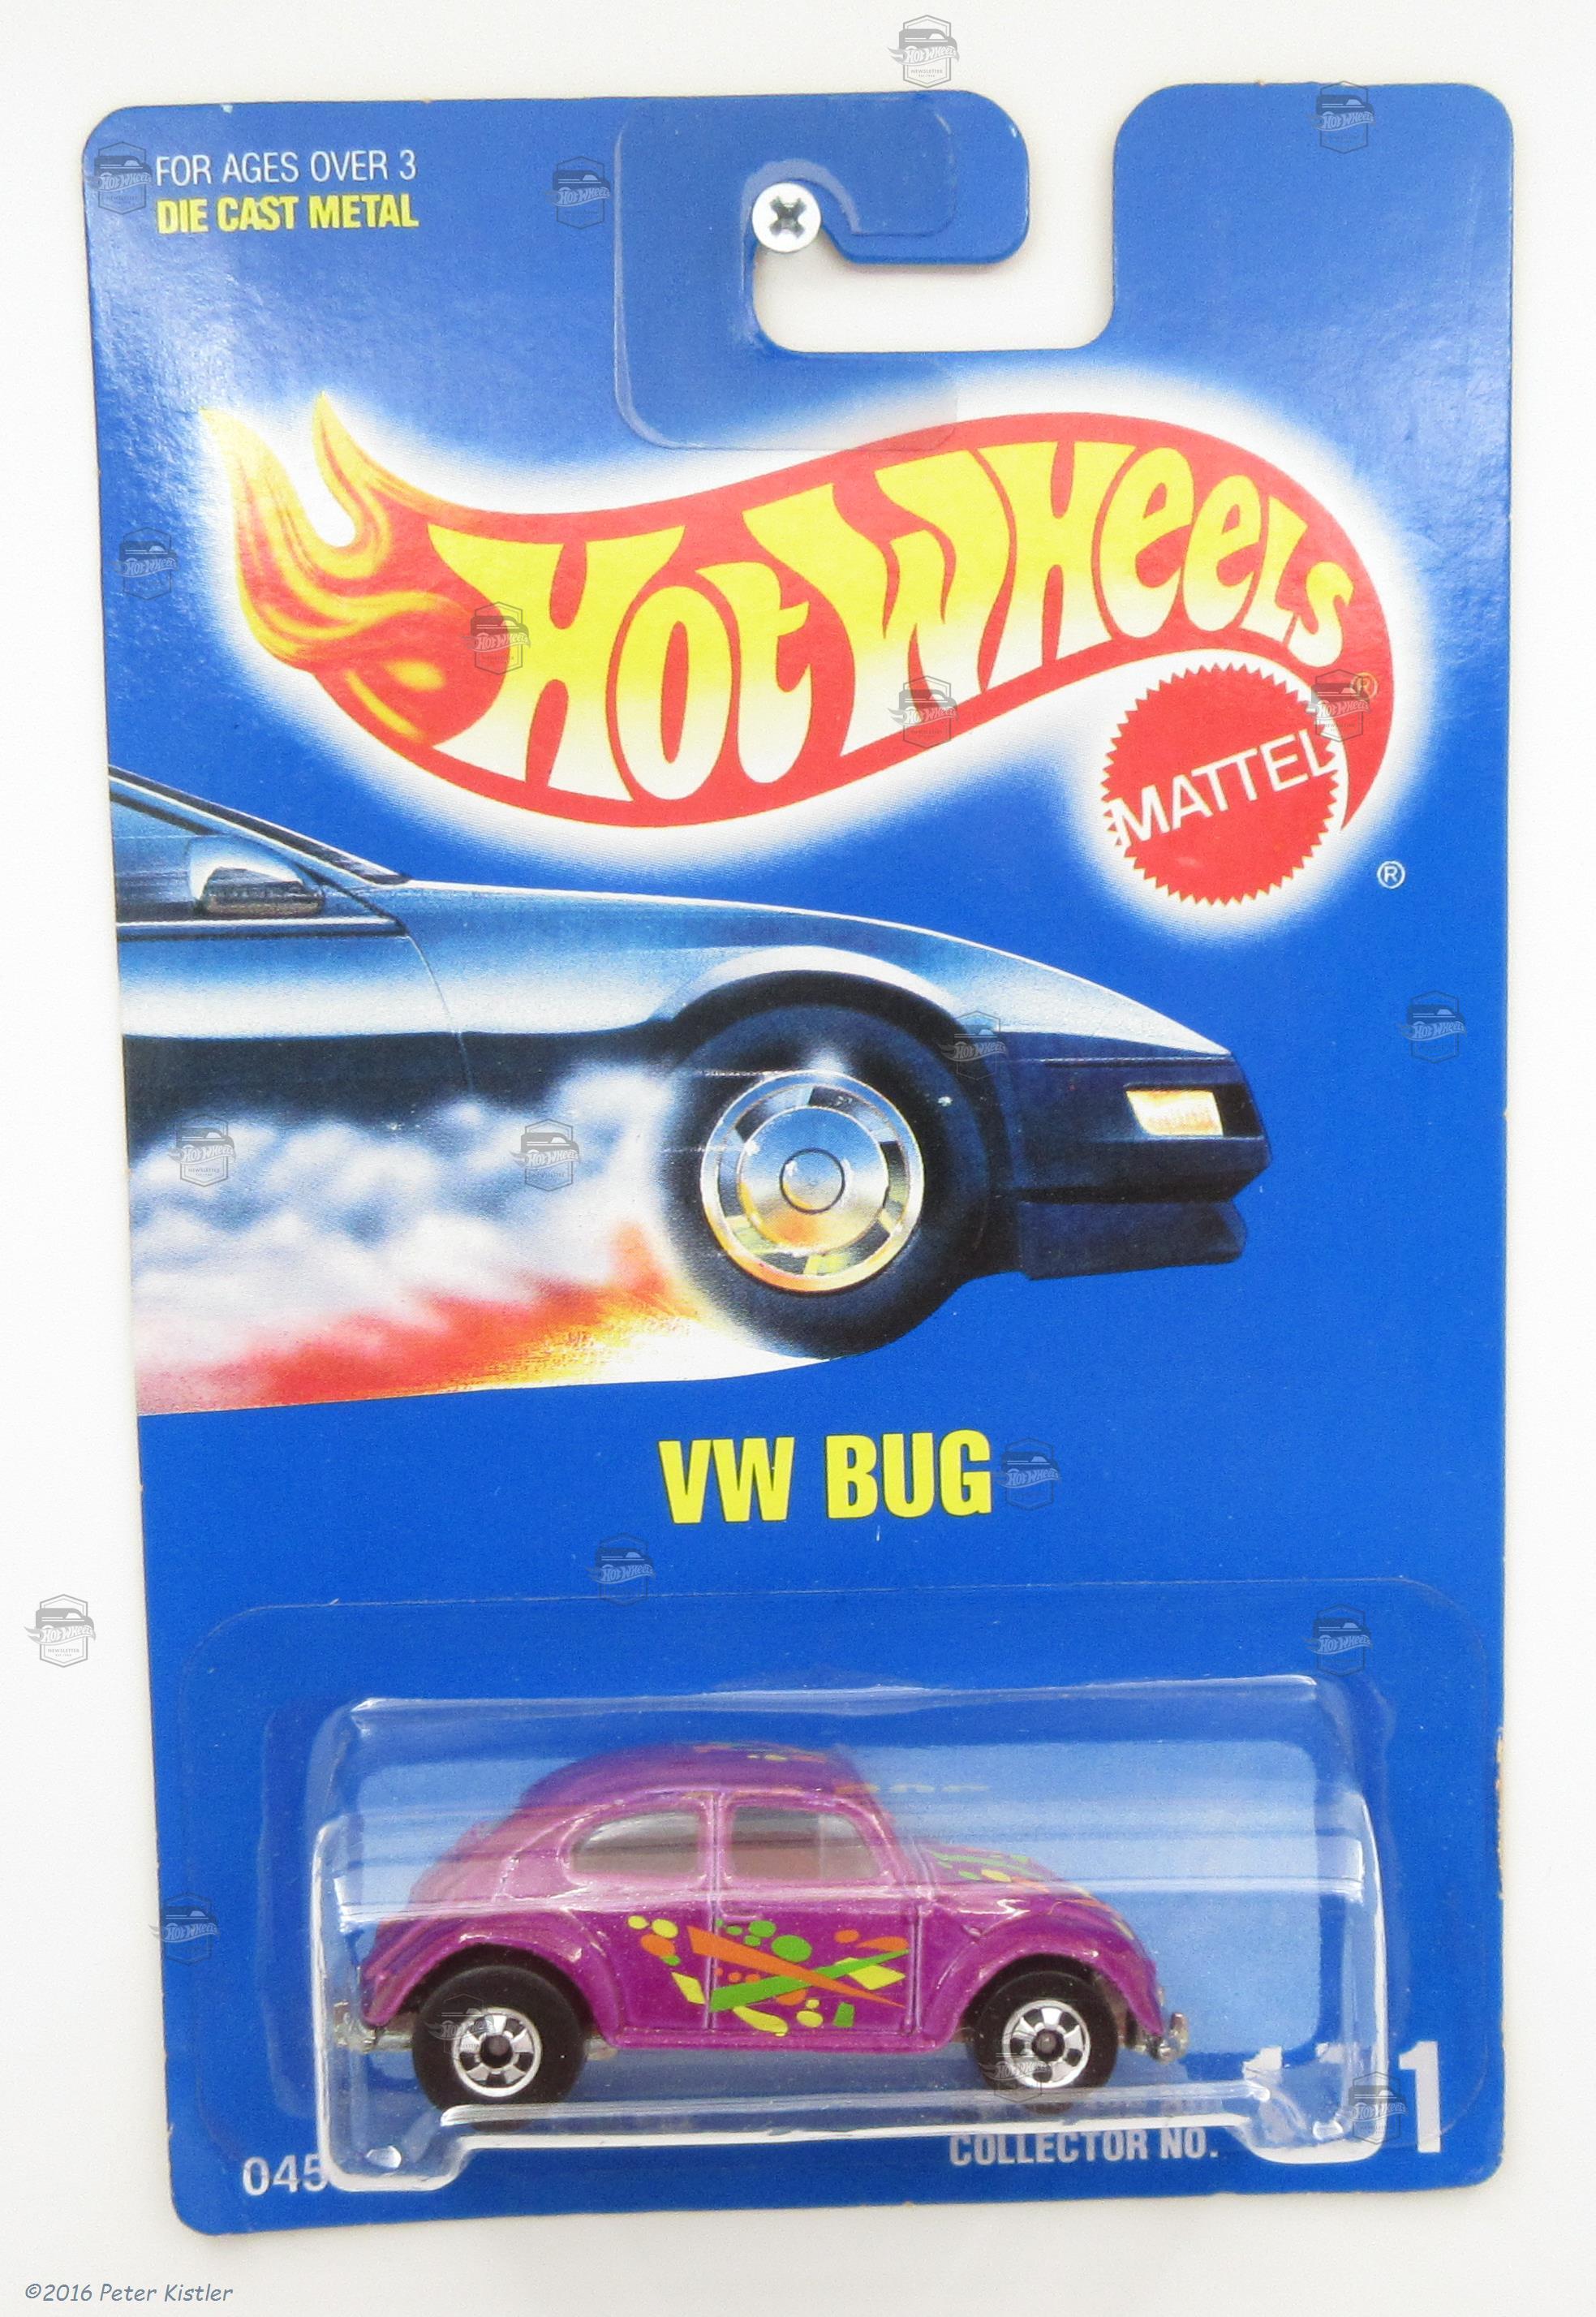 FOR AGES OVER 3
DIE CAST METAL
HOT WHEELS®
MATTEL
®
VW BUG
045
COLLECTOR NO.
©2016 Peter Kistler